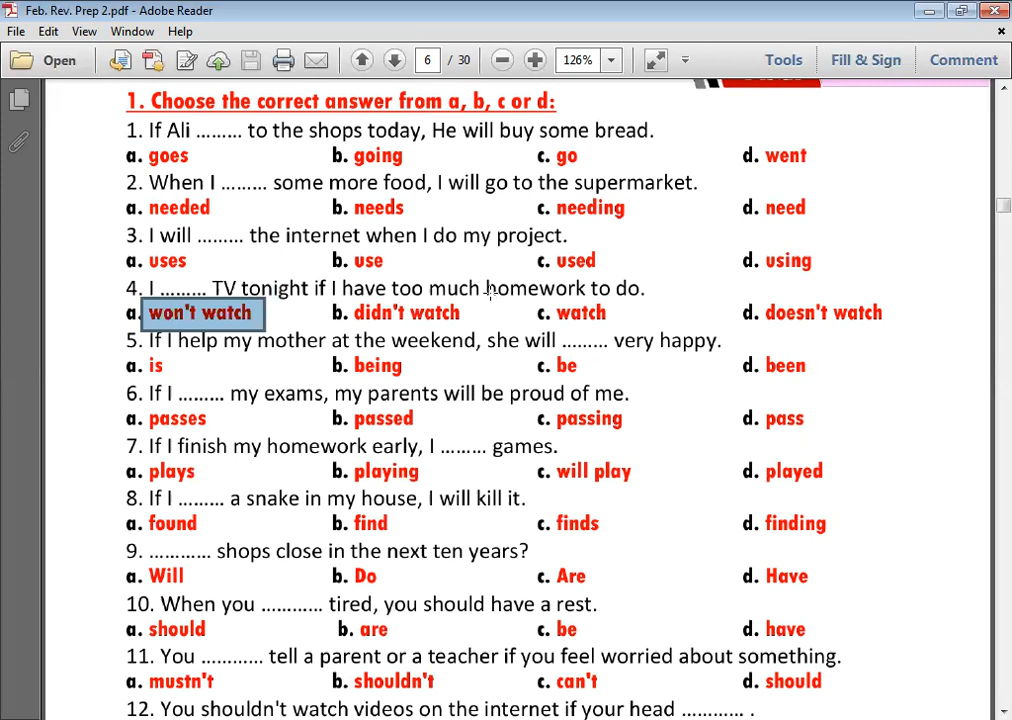 Feb. Rev. Prep 2.pdf - Adobe Reader
File Edit View Window Help
Open 6 / 30 126% Tools Fill & Sign Comment
1. Choose the correct answer from a, b, c or d:
1. If Ali ……… to the shops today, He will buy some bread.
a. goes b. going c. go d. went
2. When I ……… some more food, I will go to the supermarket.
a. needed b. needs c. needing d. need
3. I will ……… the internet when I do my project.
a. uses b. use c. used d. using
4. I ……… TV tonight if I have too much homework to do.
a. won't watch b. didn't watch c. watch d. doesn't watch
5. If I help my mother at the weekend, she will ……… very happy.
a. is b. being c. be d. been
6. If I ……… my exams, my parents will be proud of me.
a. passes b. passed c. passing d. pass
7. If I finish my homework early, I ……… games.
a. plays b. playing c. will play d. played
8. If I ……… a snake in my house, I will kill it.
a. found b. find c. finds d. finding
9. ………… shops close in the next ten years?
a. Will b. Do c. Are d. Have
10. When you ………… tired, you should have a rest.
a. should b. are c. be d. have
11. You ………… tell a parent or a teacher if you feel worried about something.
a. mustn't b. shouldn't c. can't d. should
12. You shouldn't watch videos on the internet if your head ………… .